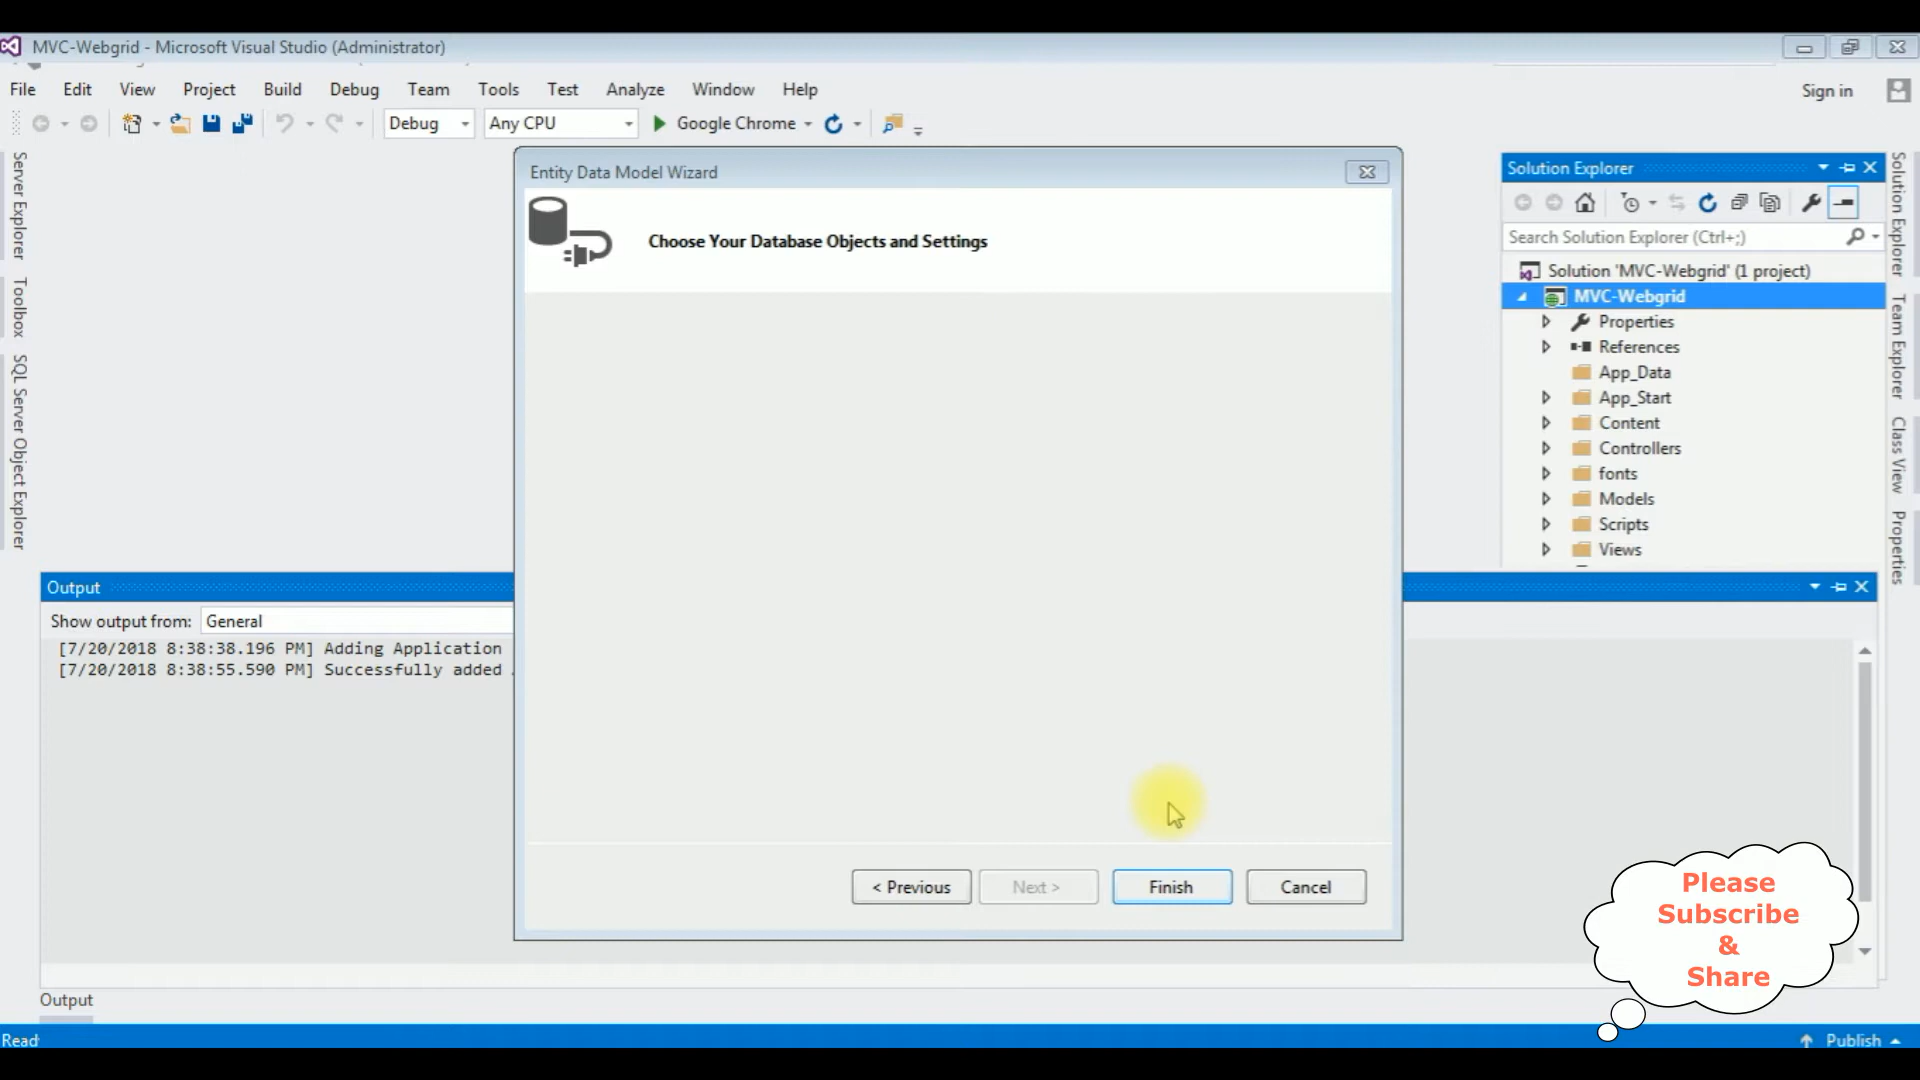 MVC-Webgrid - Microsoft Visual Studio (Administrator)
File Edit View Project Build Debug Team Tools Test Analyze Window Help
Sign in
Debug Any CPU Google Chrome
Server Explorer
Toolbox
SQL Server Object Explorer
Entity Data Model Wizard
Choose Your Database Objects and Settings
< Previous Next > Finish Cancel
Solution Explorer
Search Solution Explorer (Ctrl+;)
Solution 'MVC-Webgrid' (1 project)
MVC-Webgrid
Properties
References
App_Data
App_Start
Content
Controllers
fonts
Models
Scripts
Views
Solution Explorer
Team Explorer
Class View
Properties
Output
Show output from: General
[7/20/2018 8:38:38.196 PM] Adding Application
[7/20/2018 8:38:55.590 PM] Successfully added
Please
Subscribe
&
Share
Output
Ready
Publish